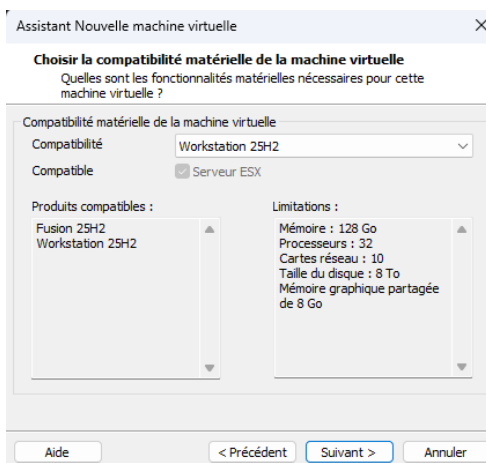 Assistant Nouvelle machine virtuelle
Choisir la compatibilité matérielle de la machine virtuelle
Quelles sont les fonctionnalités matérielles nécessaires pour cette
machine virtuelle ?
Compatibilité matérielle de la machine virtuelle
Compatibilité Workstation 25H2
Compatible Serveur ESX
Produits compatibles :
Fusion 25H2
Workstation 25H2
Limitations :
Mémoire : 128 Go
Processeurs : 32
Cartes réseau : 10
Taille du disque : 8 To
Mémoire graphique partagée
de 8 Go
Aide < Précédent Suivant > Annuler